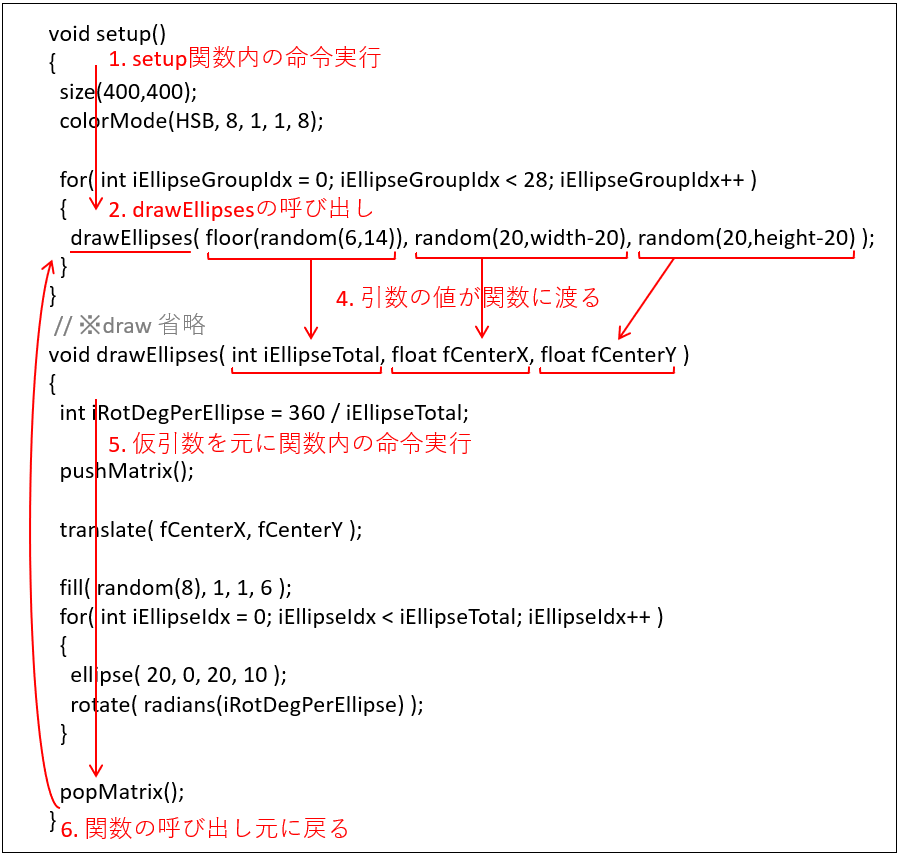 void setup()
1. setup関数内の命令実行
{
size(400,400);
colorMode(HSB, 8, 1, 1, 8);
for( int iEllipseGroupIdx = 0; iEllipseGroupIdx < 28; iEllipseGroupIdx++ )
{
2. drawEllipsesの呼び出し
drawEllipses( floor(random(6,14)), random(20,width-20), random(20,height-20) );
}
4. 引数の値が関数に渡る
}
// ※draw 省略
void drawEllipses( int iEllipseTotal, float fCenterX, float fCenterY )
{
int iRotDegPerEllipse = 360 / iEllipseTotal;
5. 仮引数を元に関数内の命令実行
pushMatrix();
translate( fCenterX, fCenterY );
fill( random(8), 1, 1, 6 );
for( int iEllipseIdx = 0; iEllipseIdx < iEllipseTotal; iEllipseIdx++ )
{
ellipse( 20, 0, 20, 10 );
rotate( radians(iRotDegPerEllipse) );
}
popMatrix();
}
6. 関数の呼び出し元に戻る